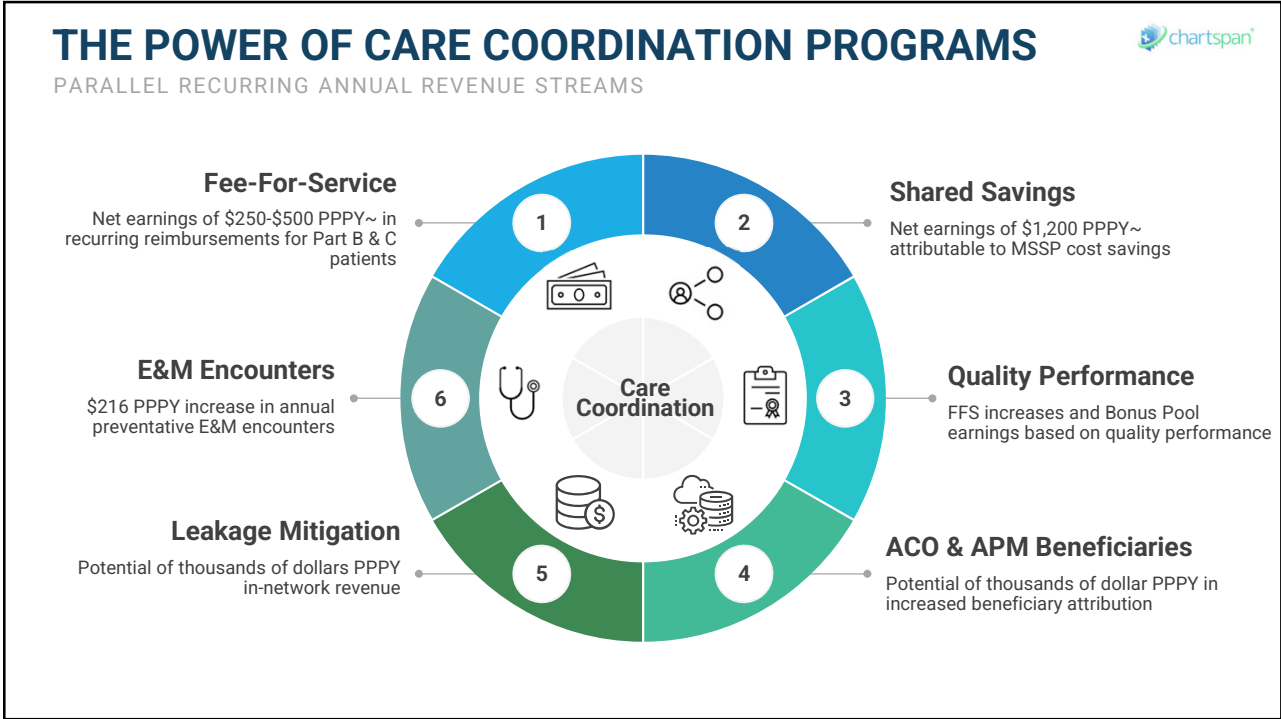 THE POWER OF CARE COORDINATION PROGRAMS
chartspan®
PARALLEL RECURRING ANNUAL REVENUE STREAMS
Fee-For-Service
Net earnings of $250-$500 PPPY~ in
recurring reimbursements for Part B & C
patients
1
2
Shared Savings
Net earnings of $1,200 PPPY~
attributable to MSSP cost savings
E&M Encounters
$216 PPPY increase in annual
preventative E&M encounters
6
Care
Coordination
3
Quality Performance
FFS increases and Bonus Pool
earnings based on quality performance
Leakage Mitigation
Potential of thousands of dollars PPPY
in-network revenue
$
5
4
ACO & APM Beneficiaries
Potential of thousands of dollar PPPY in
increased beneficiary attribution